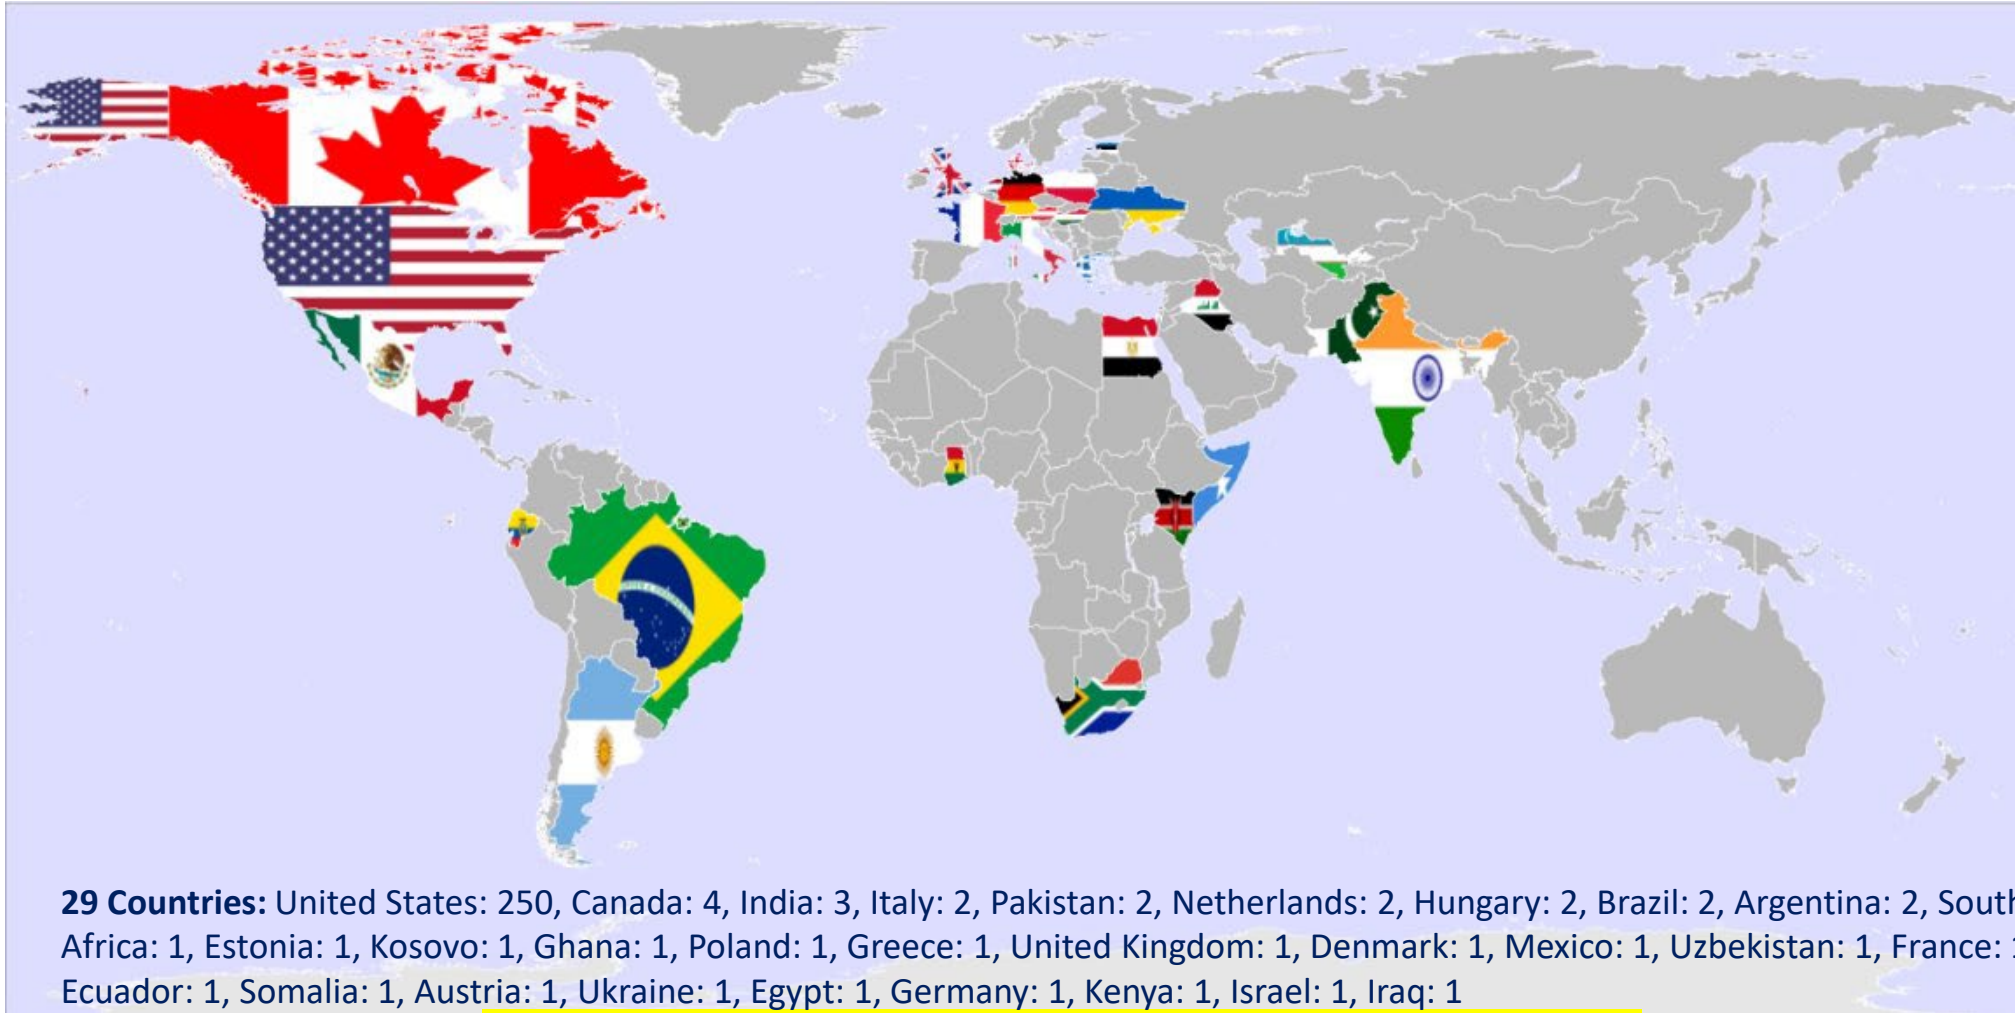 29 Countries: United States: 250, Canada: 4, India: 3, Italy: 2, Pakistan: 2, Netherlands: 2, Hungary: 2, Brazil: 2, Argentina: 2, South
Africa: 1, Estonia: 1, Kosovo: 1, Ghana: 1, Poland: 1, Greece: 1, United Kingdom: 1, Denmark: 1, Mexico: 1, Uzbekistan: 1, France: 1
Ecuador: 1, Somalia: 1, Austria: 1, Ukraine: 1, Egypt: 1, Germany: 1, Kenya: 1, Israel: 1, Iraq: 1